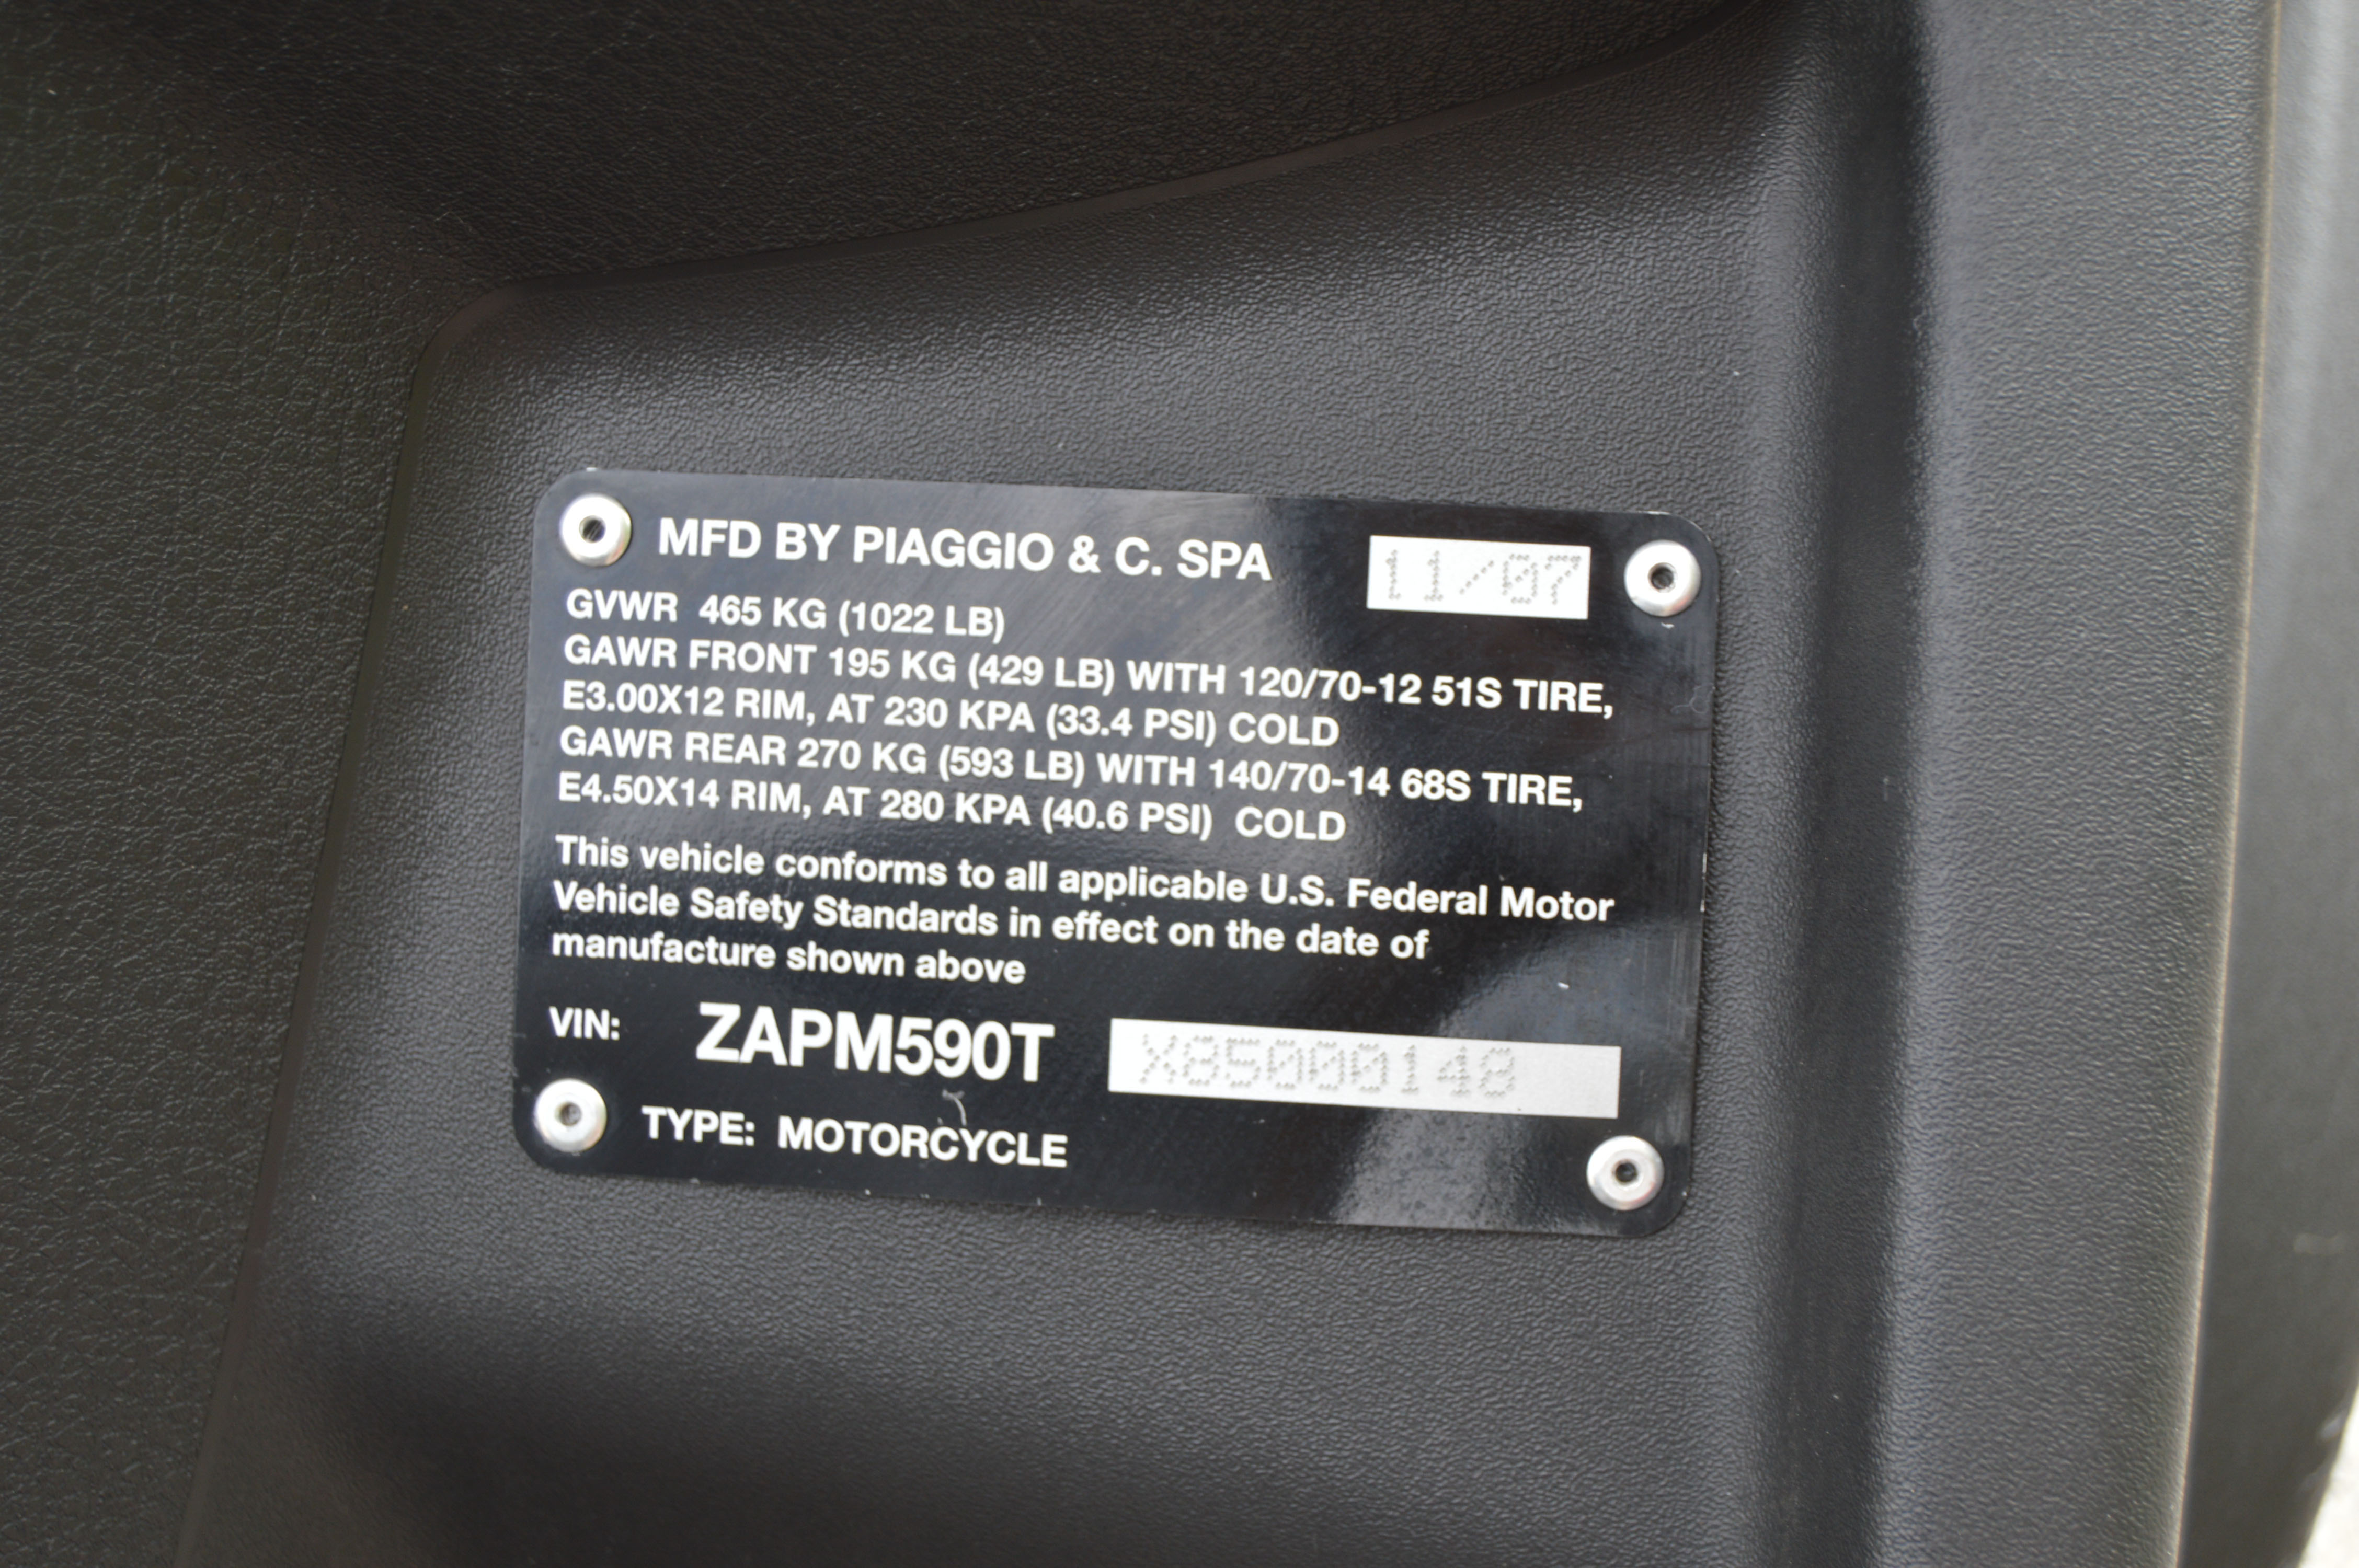 MFD BY PIAGGIO & C. SPA 11/07
GVWR 465 KG (1022 LB)
GAWR FRONT 195 KG (429 LB) WITH 120/70-12 51S TIRE,
E3.00X12 RIM, AT 230 KPA (33.4 PSI) COLD
GAWR REAR 270 KG (593 LB) WITH 140/70-14 68S TIRE,
E4.50X14 RIM, AT 280 KPA (40.6 PSI) COLD
This vehicle conforms to all applicable U.S. Federal Motor
Vehicle Safety Standards in effect on the date of
manufacture shown above
VIN: ZAPM590T X85000148
TYPE: MOTORCYCLE